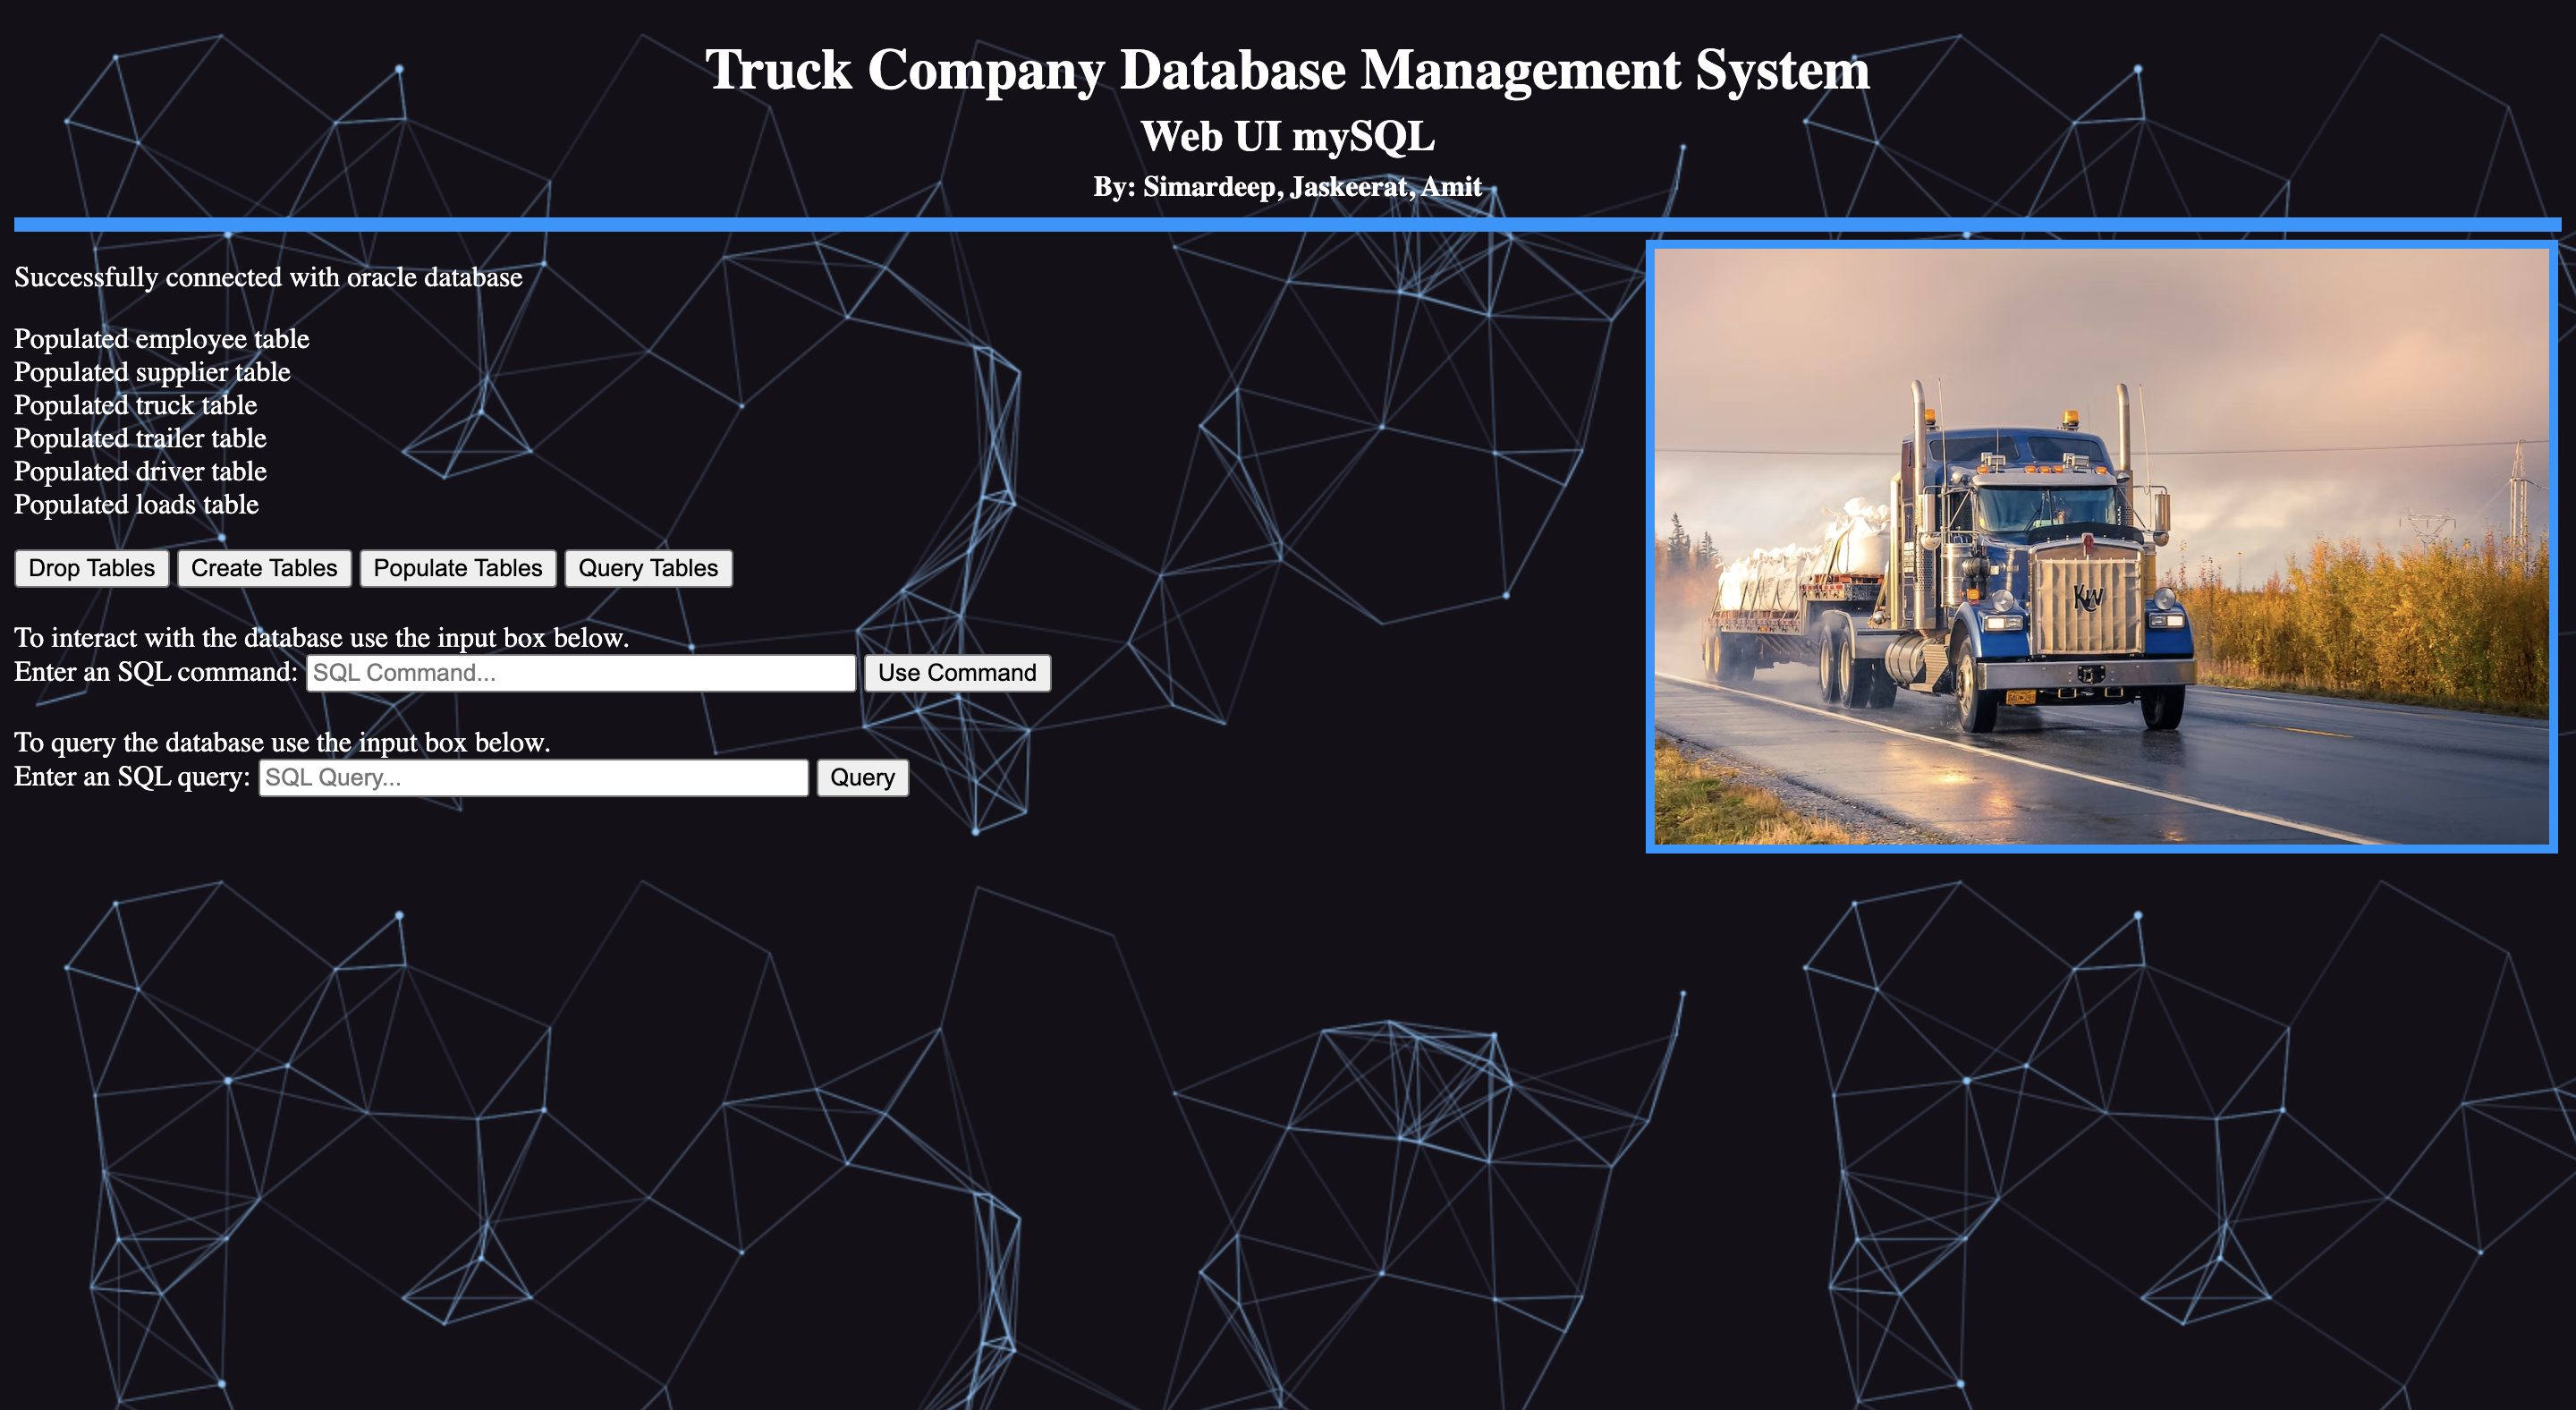 Truck Company Database Management System
Web UI mySQL
By: Simardeep, Jaskeerat, Amit
Successfully connected with oracle database
Populated employee table
Populated supplier table
Populated truck table
Populated trailer table
Populated driver table
Populated loads table
Drop Tables Create Tables Populate Tables Query Tables
To interact with the database use the input box below.
Enter an SQL command: SQL Command... Use Command
To query the database use the input box below.
Enter an SQL query: SQL Query... Query
KW